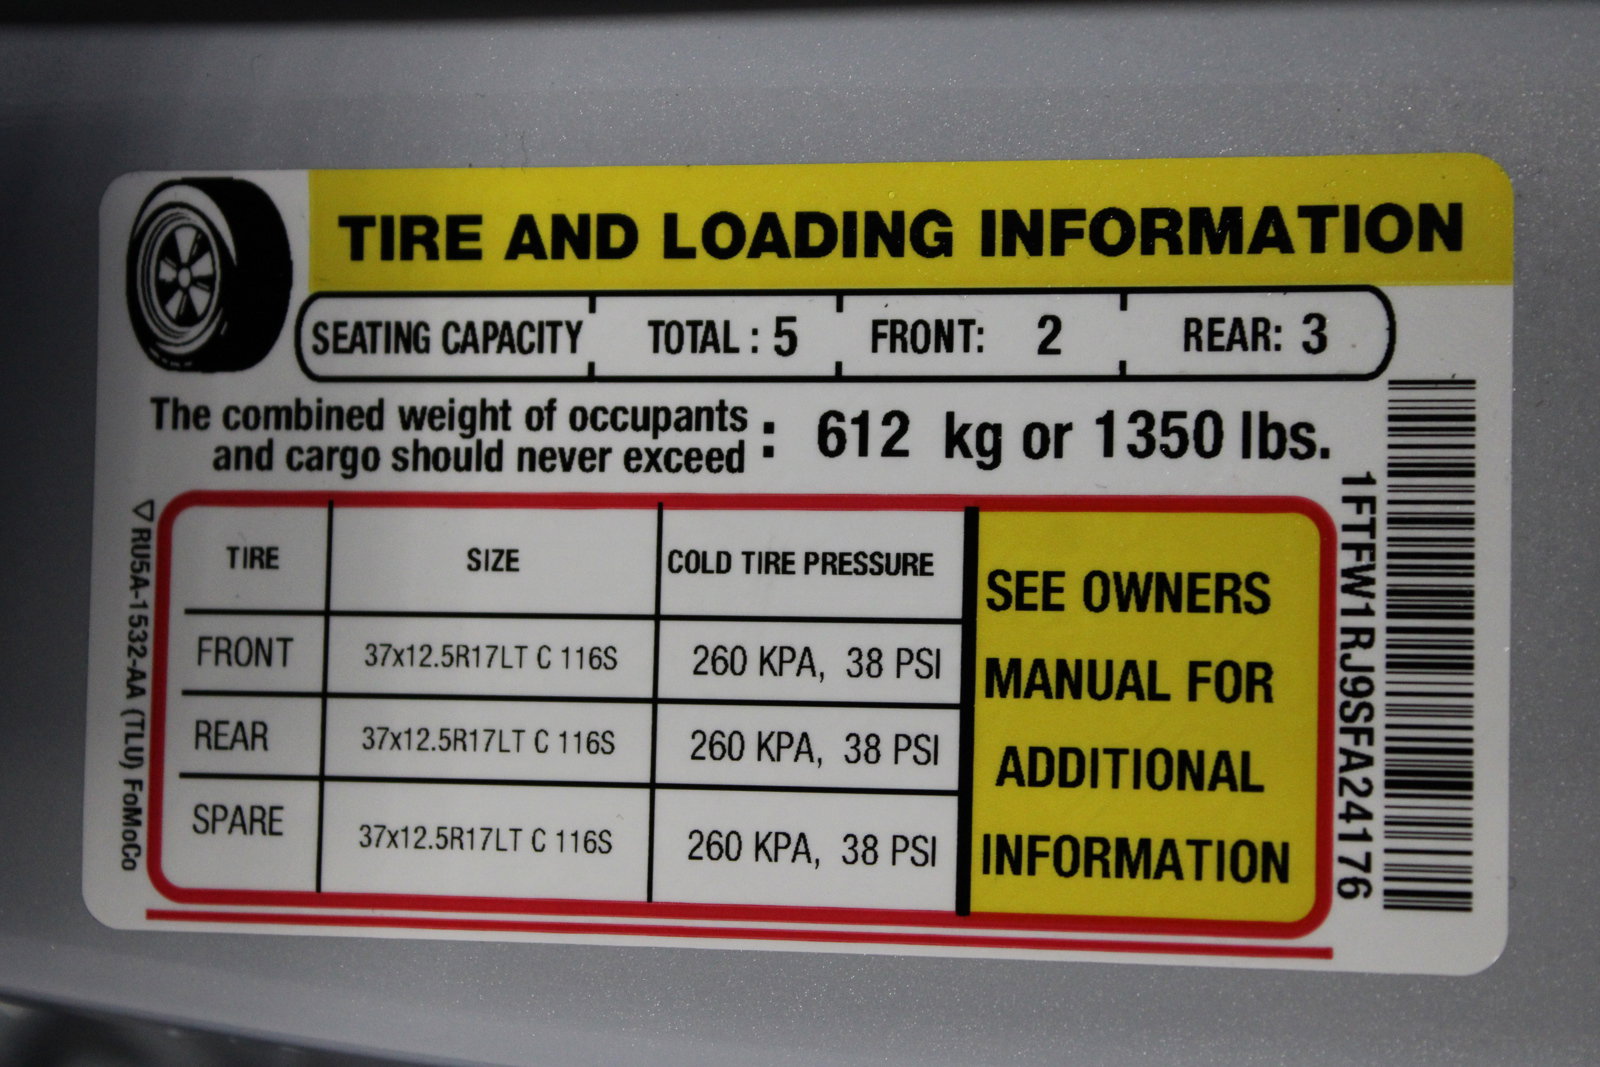 TIRE AND LOADING INFORMATION
SEATING CAPACITY TOTAL : 5 FRONT: 2 REAR: 3
The combined weight of occupants
and cargo should never exceed : 612 kg or 1350 lbs.
TIRE SIZE COLD TIRE PRESSURE
FRONT 37x12.5R17LT C 116S 260 KPA, 38 PSI
REAR 37x12.5R17LT C 116S 260 KPA, 38 PSI
SPARE 37x12.5R17LT C 116S 260 KPA, 38 PSI
SEE OWNERS
MANUAL FOR
ADDITIONAL
INFORMATION
1FTFW1RJ9SFA24176
RU5A-1532-AA (TLU) FoMoCo